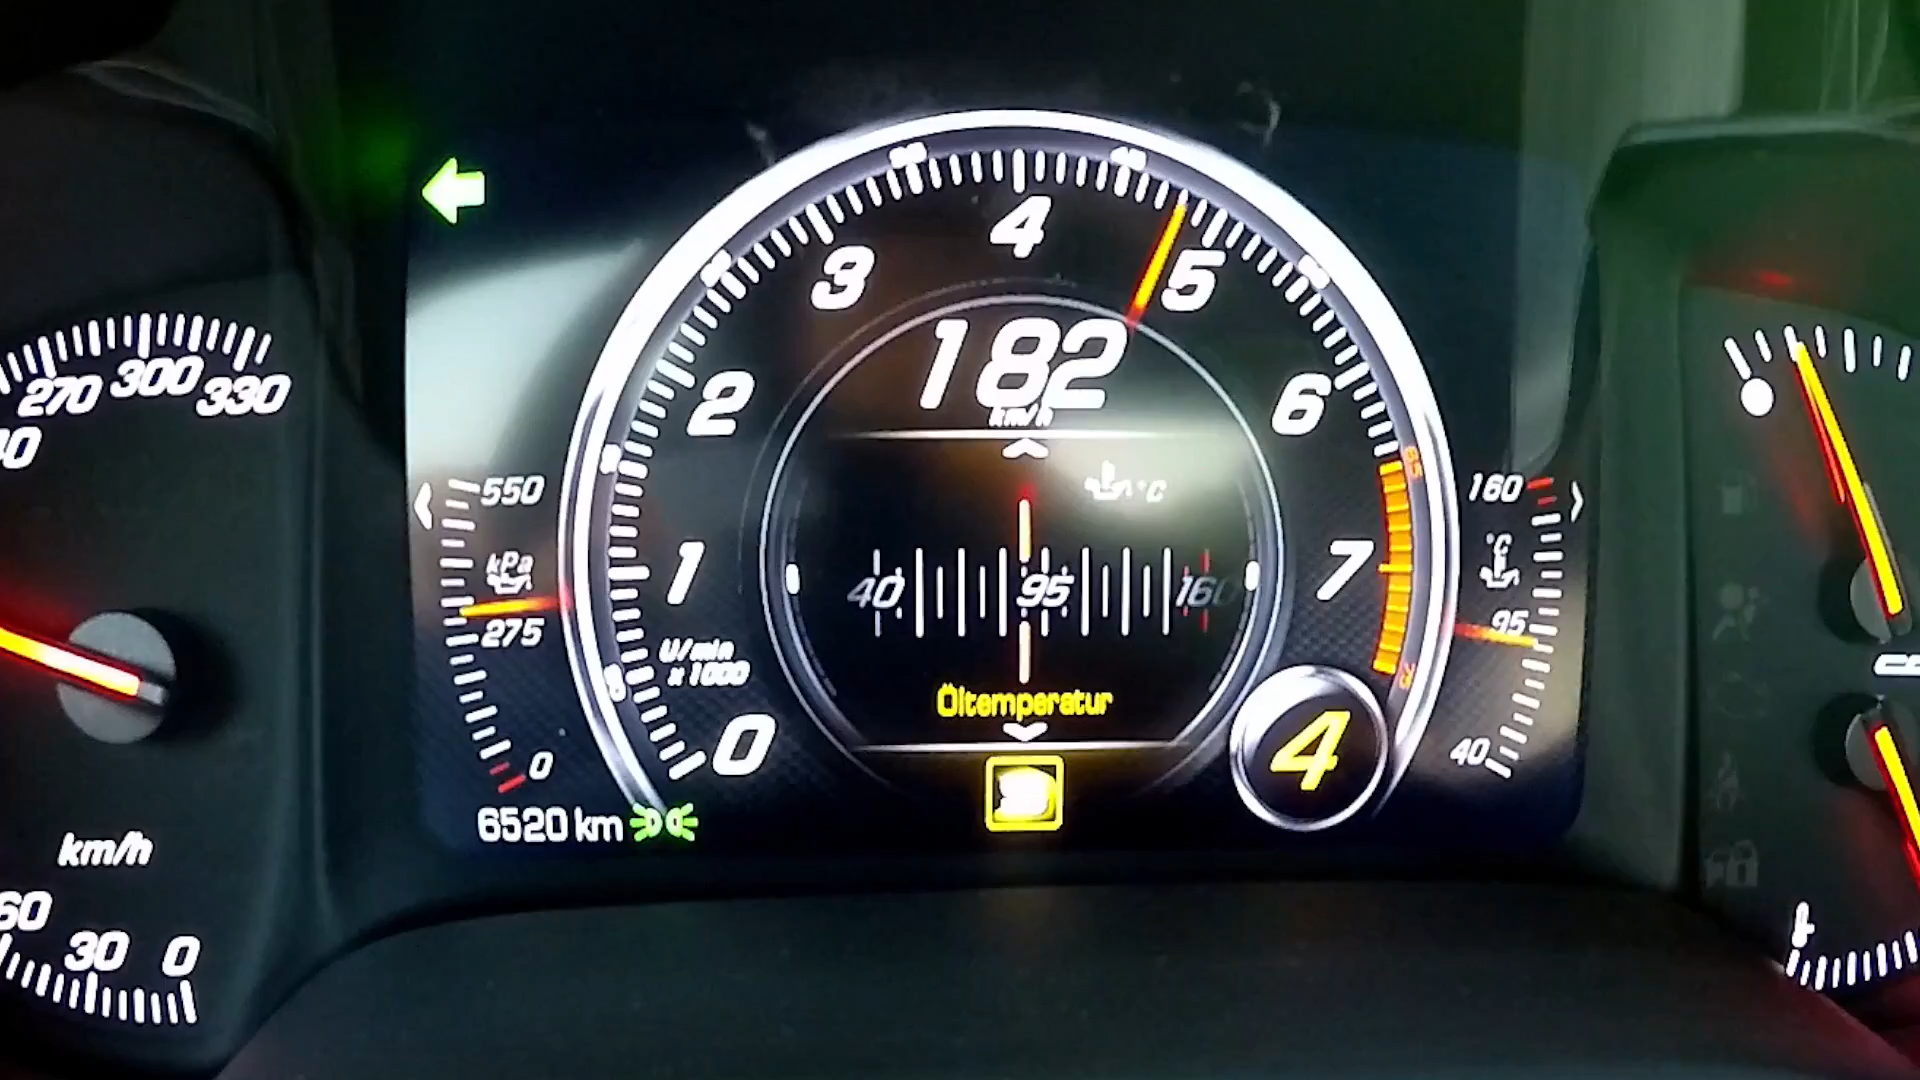 270 300 330
km/h
30 0
550
kPa
275
0
6520 km
0 1 2 3 4 5 6 7
U/min
x 1000
182
km/h
°C
40 95 160
Öltemperatur
4
160
°C
95
40